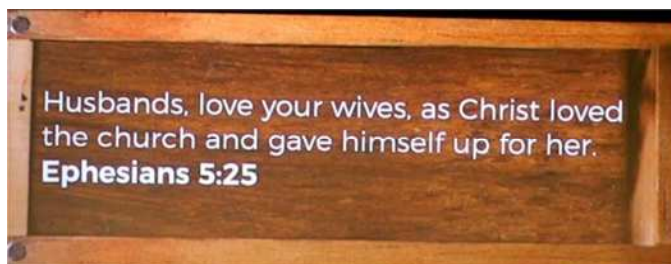 Husbands, love your wives, as Christ loved
the church and gave himself up for her.
Ephesians 5:25